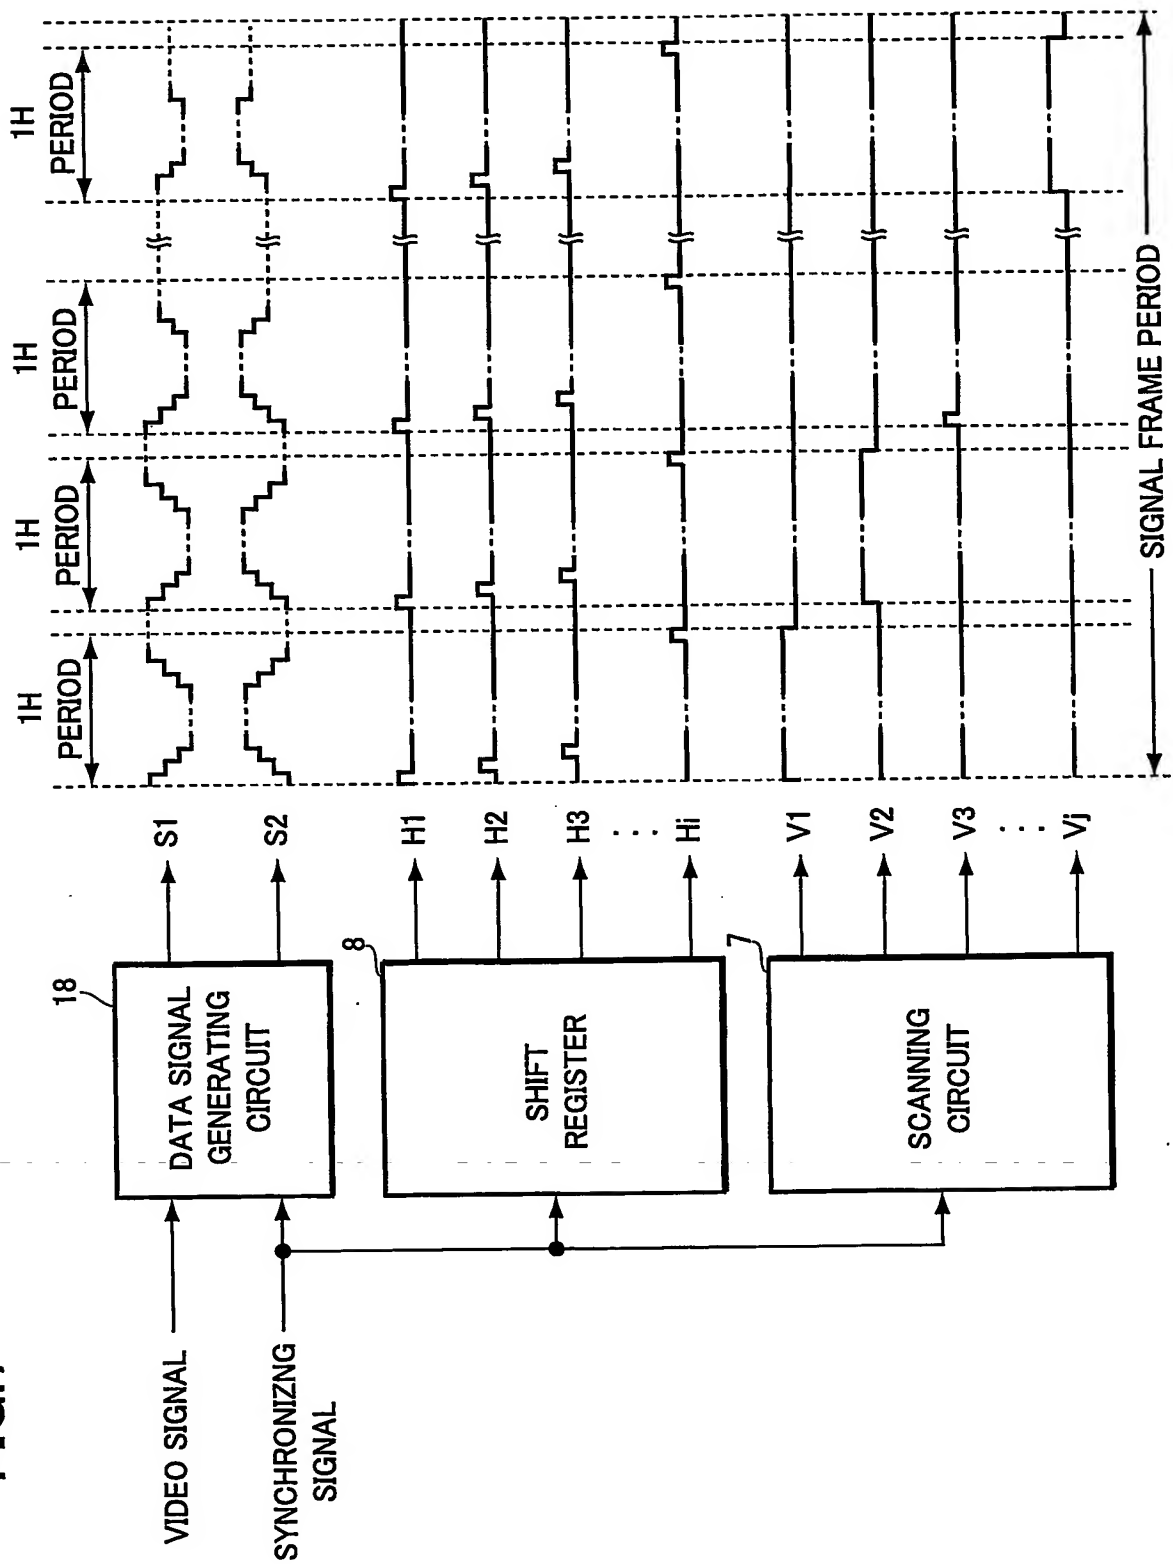 VIDEO SIGNAL
SYNCHRONIZNG
SIGNAL
18
DATA SIGNAL
GENERATING
CIRCUIT
8
SHIFT
REGISTER
7
SCANNING
CIRCUIT
S1
S2
H1
H2
H3
...
Hi
V1
V2
V3
...
Vj
1H
PERIOD
1H
PERIOD
1H
PERIOD
1H
PERIOD
SIGNAL FRAME PERIOD